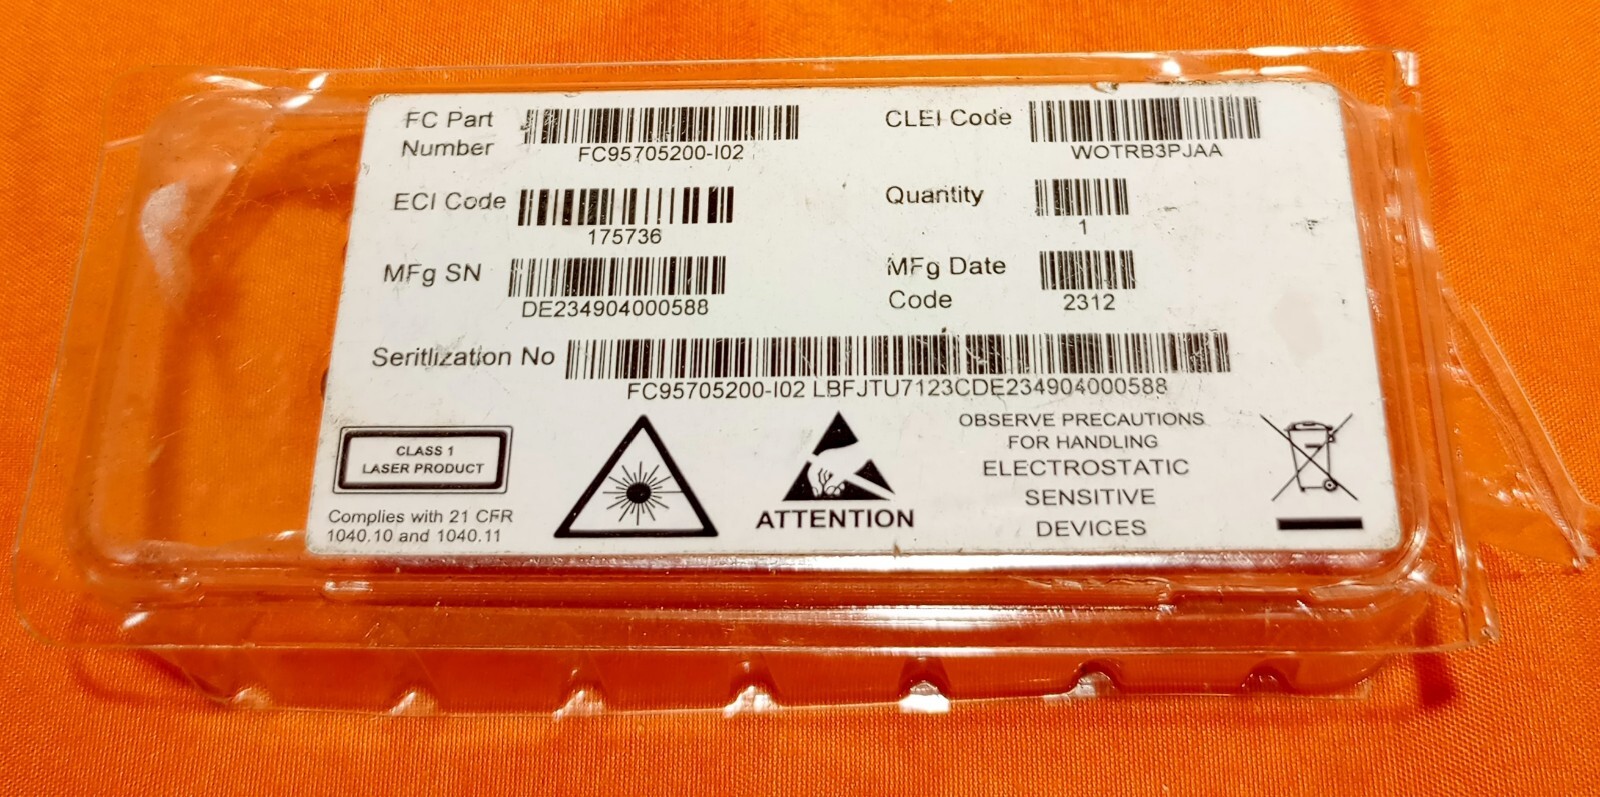 FC Part
Number
FC95705200-I02
CLEI Code
WOTRB3PJAA
ECI Code
175736
Quantity
1
MFg SN
DE234904000588
MFg Date
Code
2312
Seritlization No
FC95705200-I02 LBFJTU7123CDE234904000588
CLASS 1
LASER PRODUCT
Complies with 21 CFR
1040.10 and 1040.11
ATTENTION
OBSERVE PRECAUTIONS
FOR HANDLING
ELECTROSTATIC
SENSITIVE
DEVICES